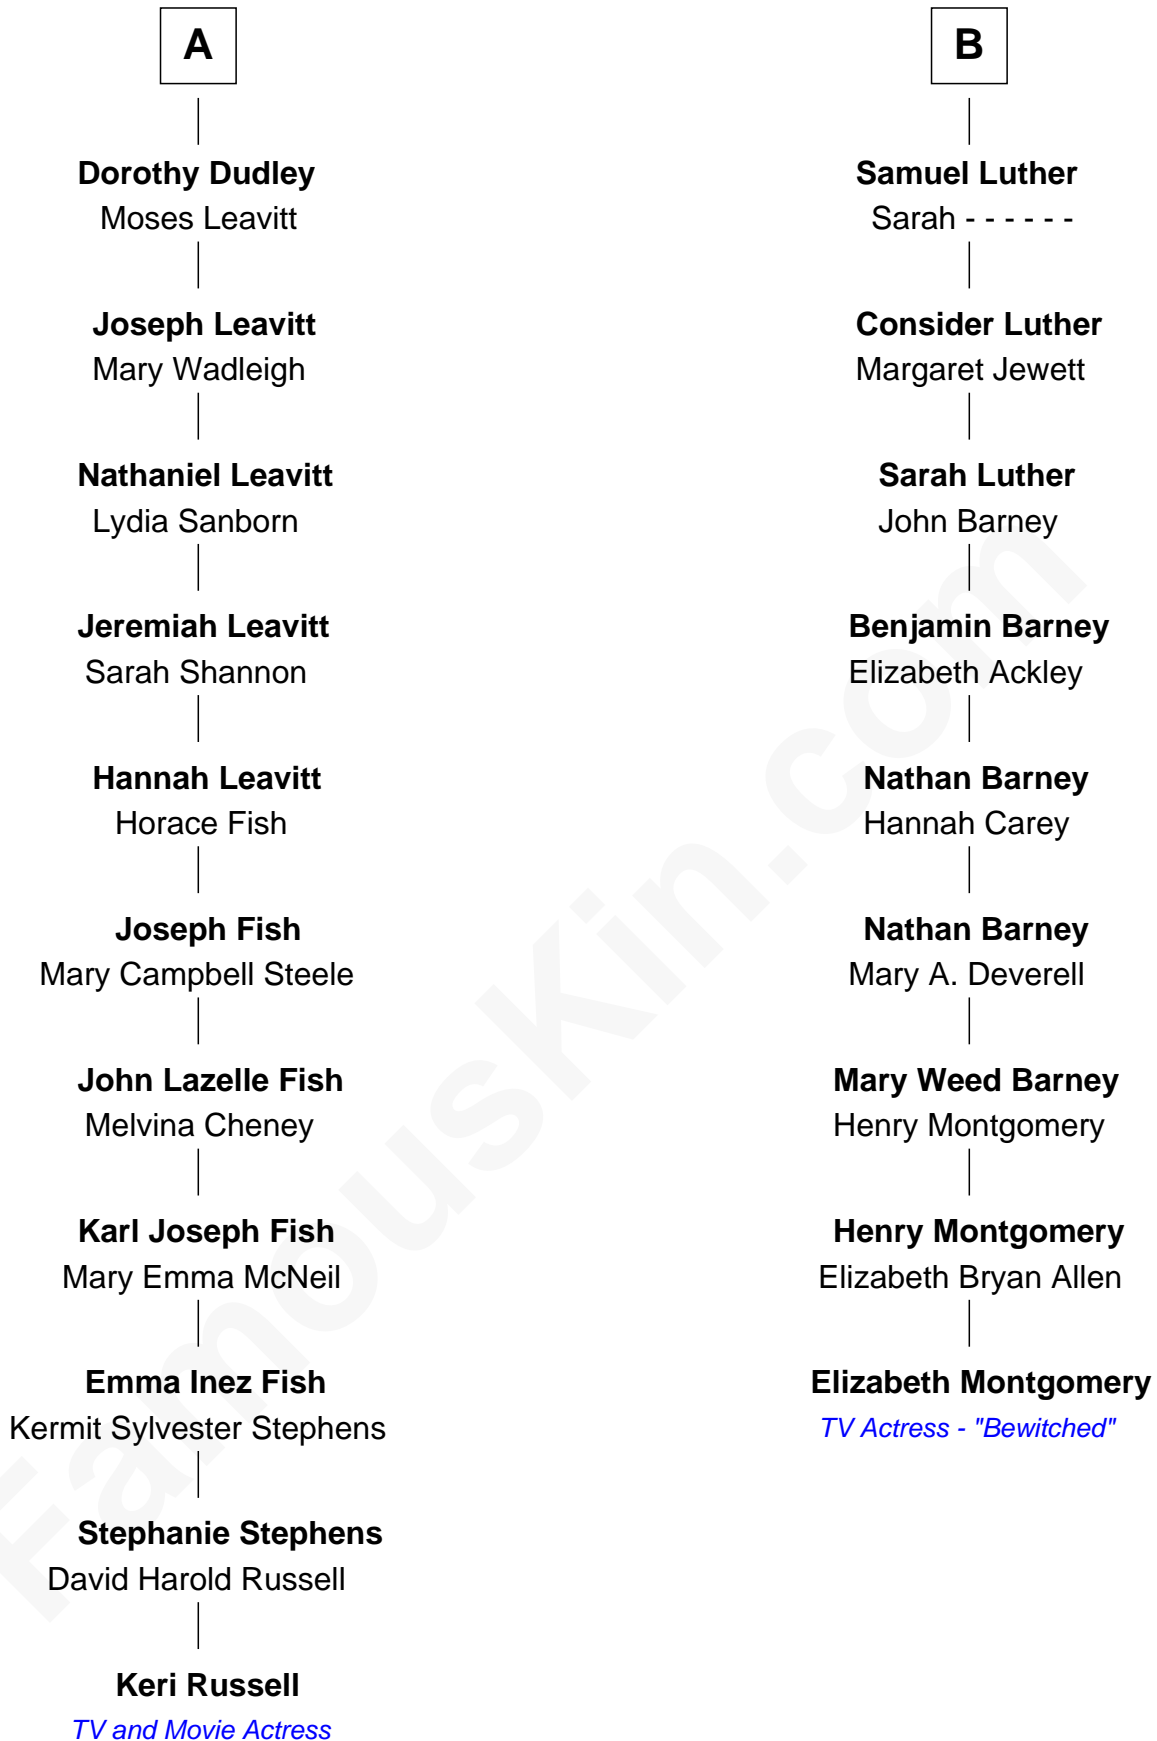 A
Dorothy Dudley
Moses Leavitt
Joseph Leavitt
Mary Wadleigh
Nathaniel Leavitt
Lydia Sanborn
Jeremiah Leavitt
Sarah Shannon
Hannah Leavitt
Horace Fish
Joseph Fish
Mary Campbell Steele
John Lazelle Fish
Melvina Cheney
Karl Joseph Fish
Mary Emma McNeil
Emma Inez Fish
Kermit Sylvester Stephens
Stephanie Stephens
David Harold Russell
Keri Russell
TV and Movie Actress
B
Samuel Luther
Sarah - - - - - -
Consider Luther
Margaret Jewett
Sarah Luther
John Barney
Benjamin Barney
Elizabeth Ackley
Nathan Barney
Hannah Carey
Nathan Barney
Mary A. Deverell
Mary Weed Barney
Henry Montgomery
Henry Montgomery
Elizabeth Bryan Allen
Elizabeth Montgomery
TV Actress - "Bewitched"
FamousKin.com